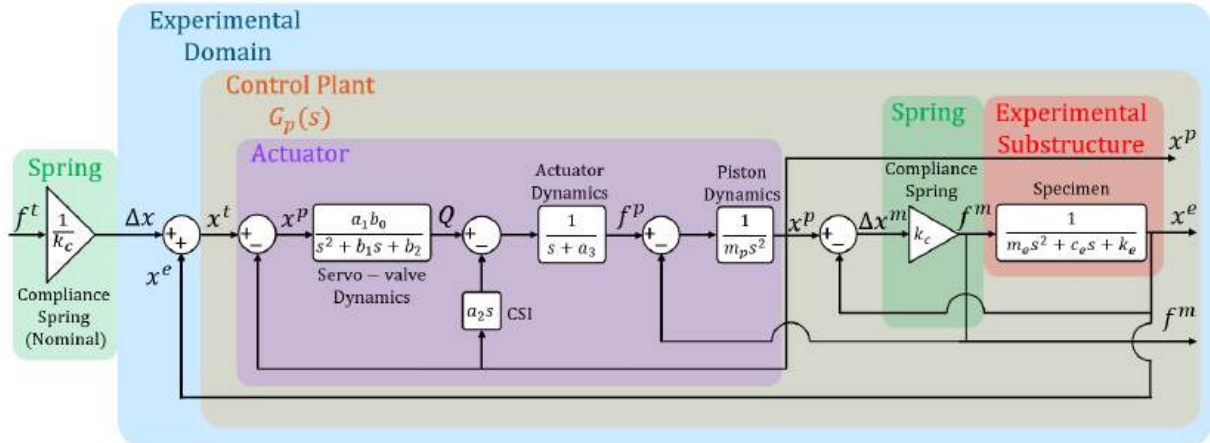 Experimental
Domain
Control Plant
G_p(s)
Actuator
Spring
Experimental
Substructure
Spring
f^t
1/k_c
Compliance
Spring
(Nominal)
Δx
+
+
x^e
x^t
+
−
x^p
a_1b_0/(s^2 + b_1s + b_2)
Servo − valve
Dynamics
Q
+
−
a_2s
CSI
Actuator
Dynamics
1/(s + a_3)
f^p
+
−
Piston
Dynamics
1/(m_ps^2)
x^p
+
−
Δx^m
Compliance
Spring
k_c
f^m
Specimen
1/(m_es^2 + c_es + k_e)
x^p
x^e
f^m